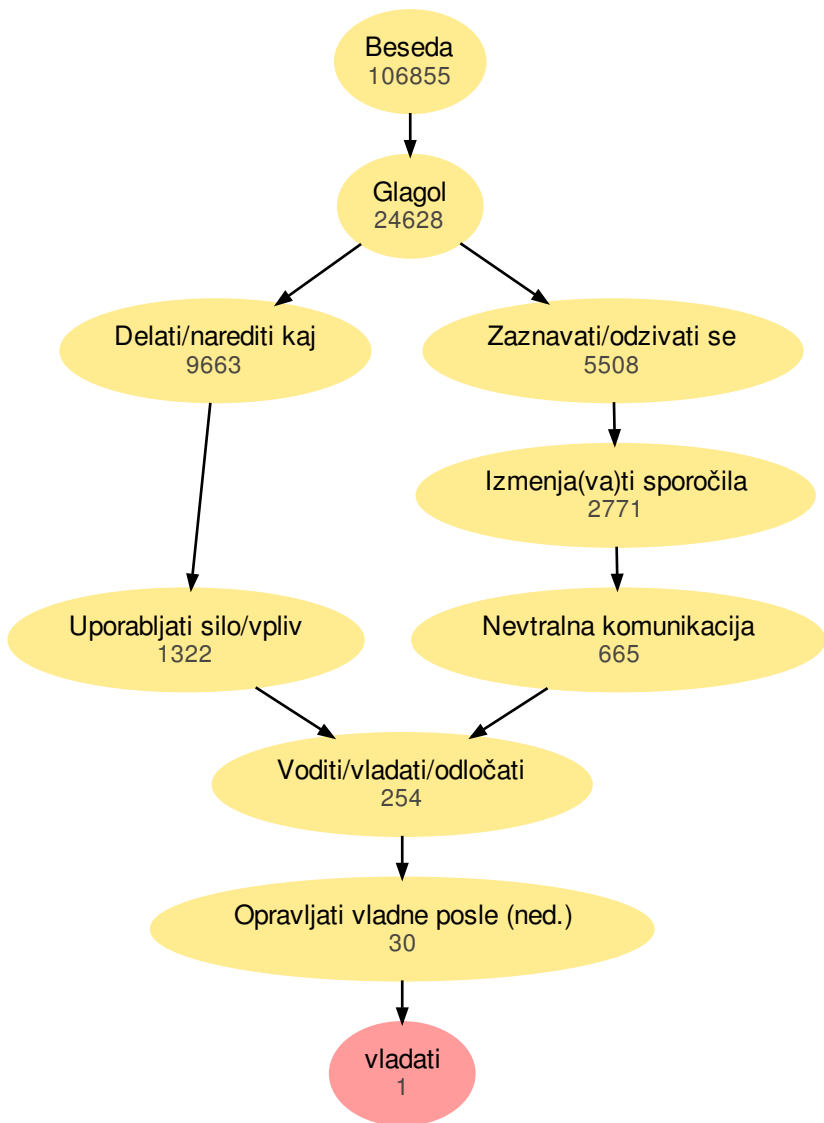 Beseda
106855
Glagol
24628
Delati/narediti kaj
9663
Zaznavati/odzivati se
5508
Izmenja(va)ti sporočila
2771
Uporabljati silo/vpliv
1322
Nevtralna komunikacija
665
Voditi/vladati/odločati
254
Opravljati vladne posle (ned.)
30
vladati
1